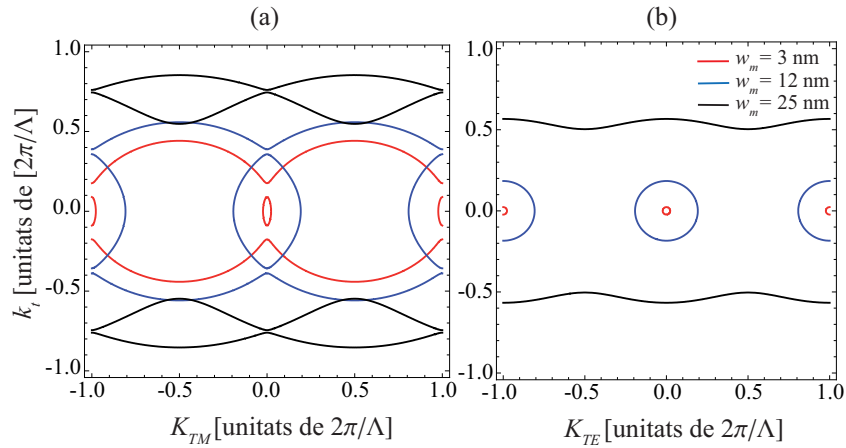 (a)
(b)
1.0
0.5
0.0
-0.5
-1.0
k_t [unitats de [2π/Λ]
-1.0 -0.5 0.0 0.5 1.0
K_TM [unitats de 2π/Λ]
w_m = 3 nm
w_m = 12 nm
w_m = 25 nm
1.0
0.5
0.0
-0.5
-1.0
-1.0 -0.5 0.0 0.5 1.0
K_TE [unitats de 2π/Λ]